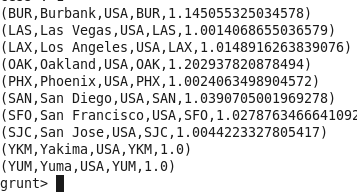 (BUR,Burbank,USA,BUR,1.145055325034578)
(LAS,Las Vegas,USA,LAS,1.0014068655036579)
(LAX,Los Angeles,USA,LAX,1.0148916263839076)
(OAK,Oakland,USA,OAK,1.202937820878494)
(PHX,Phoenix,USA,PHX,1.0024063498904572)
(SAN,San Diego,USA,SAN,1.0390705001969278)
(SFO,San Francisco,USA,SFO,1.0278763466641092
(SJC,San Jose,USA,SJC,1.0044223327805417)
(YKM,Yakima,USA,YKM,1.0)
(YUM,Yuma,USA,YUM,1.0)
grunt>